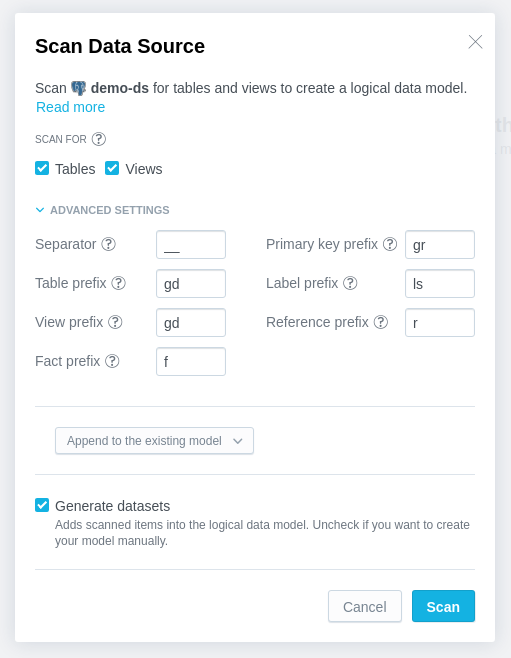 Scan Data Source
Scan demo-ds for tables and views to create a logical data model.
Read more
SCAN FOR ?
Tables Views
ADVANCED SETTINGS
Separator ? __ Primary key prefix ? gr
Table prefix ? gd Label prefix ? ls
View prefix ? gd Reference prefix ? r
Fact prefix ? f
Append to the existing model
Generate datasets
Adds scanned items into the logical data model. Uncheck if you want to create
your model manually.
Cancel Scan